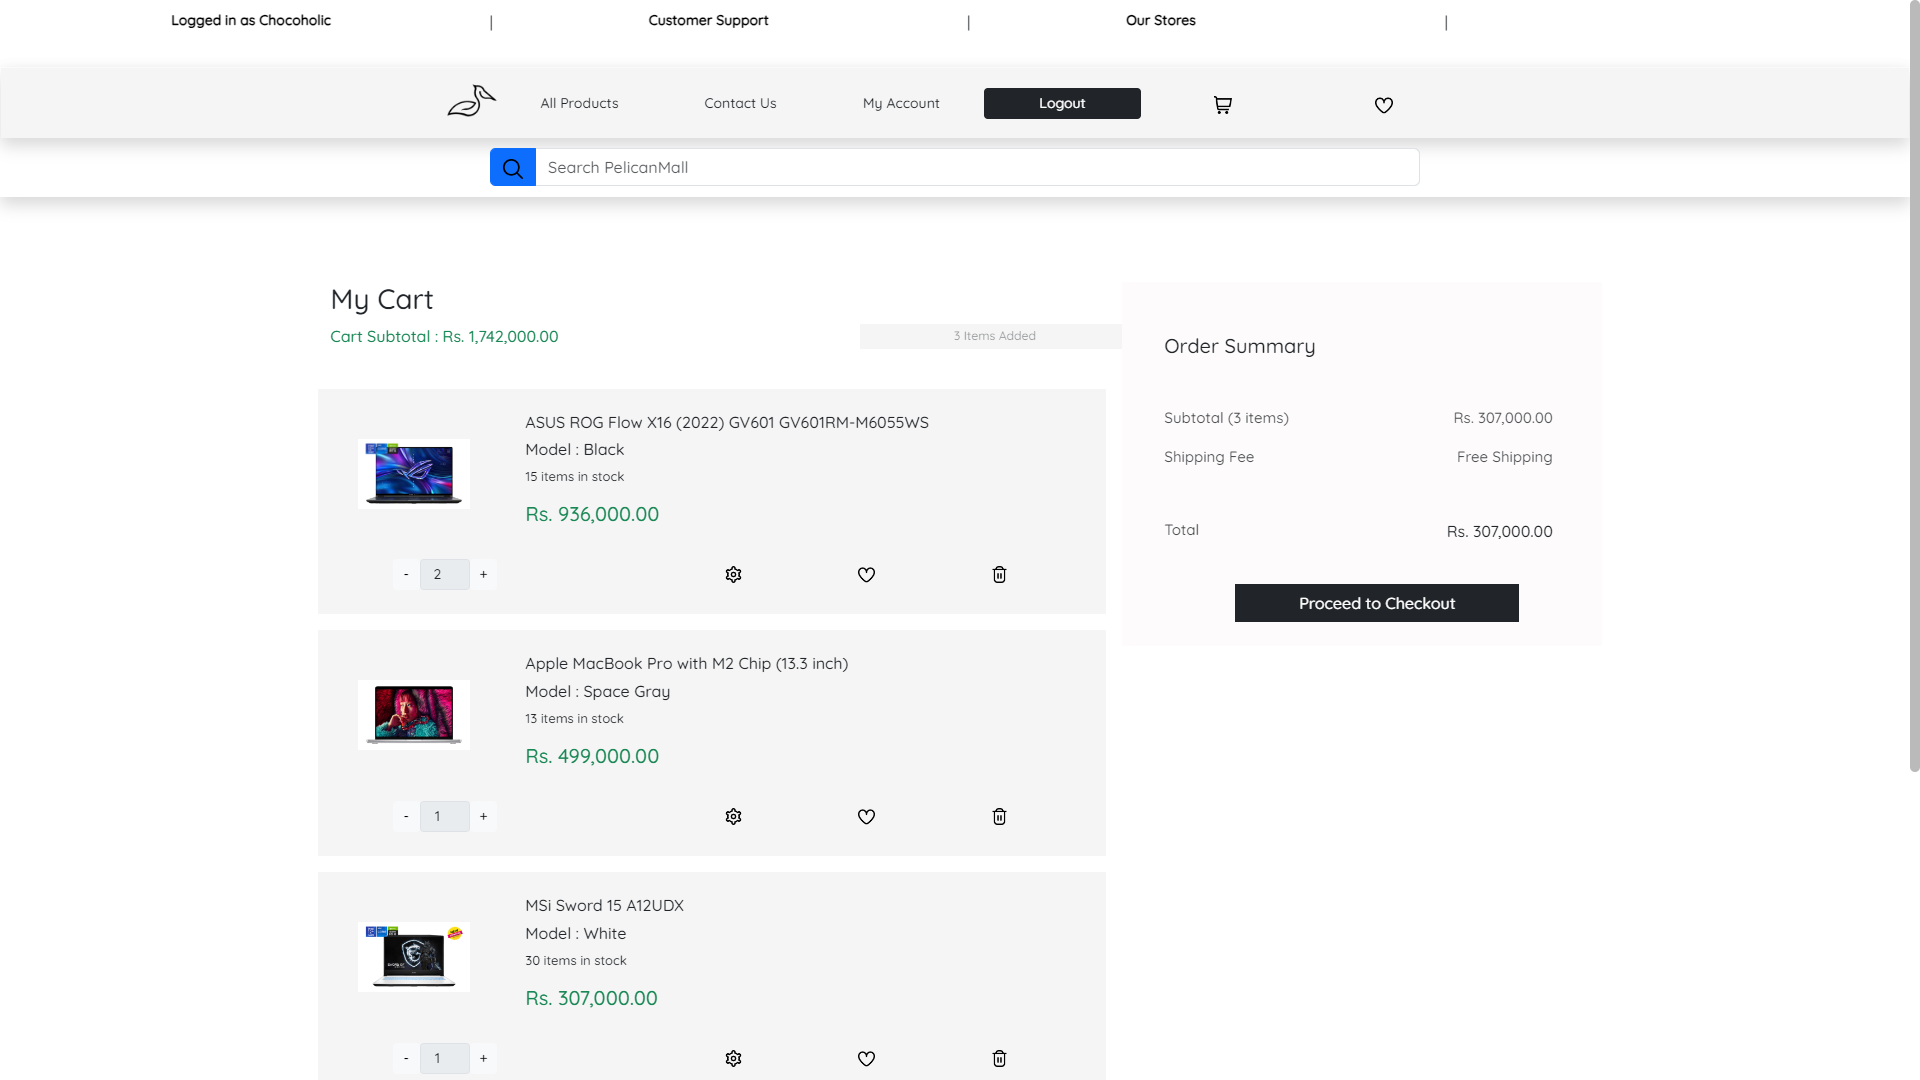 Logged in as Chocoholic | Customer Support | Our Stores |
All Products Contact Us My Account Logout
Search PelicanMall
My Cart
Cart Subtotal : Rs. 1,742,000.00
3 Items Added
ASUS ROG Flow X16 (2022) GV601 GV601RM-M6055WS
Model : Black
15 items in stock
Rs. 936,000.00
- 2 +
Apple MacBook Pro with M2 Chip (13.3 inch)
Model : Space Gray
13 items in stock
Rs. 499,000.00
- 1 +
MSi Sword 15 A12UDX
Model : White
30 items in stock
Rs. 307,000.00
- 1 +
Order Summary
Subtotal (3 items) Rs. 307,000.00
Shipping Fee Free Shipping
Total Rs. 307,000.00
Proceed to Checkout